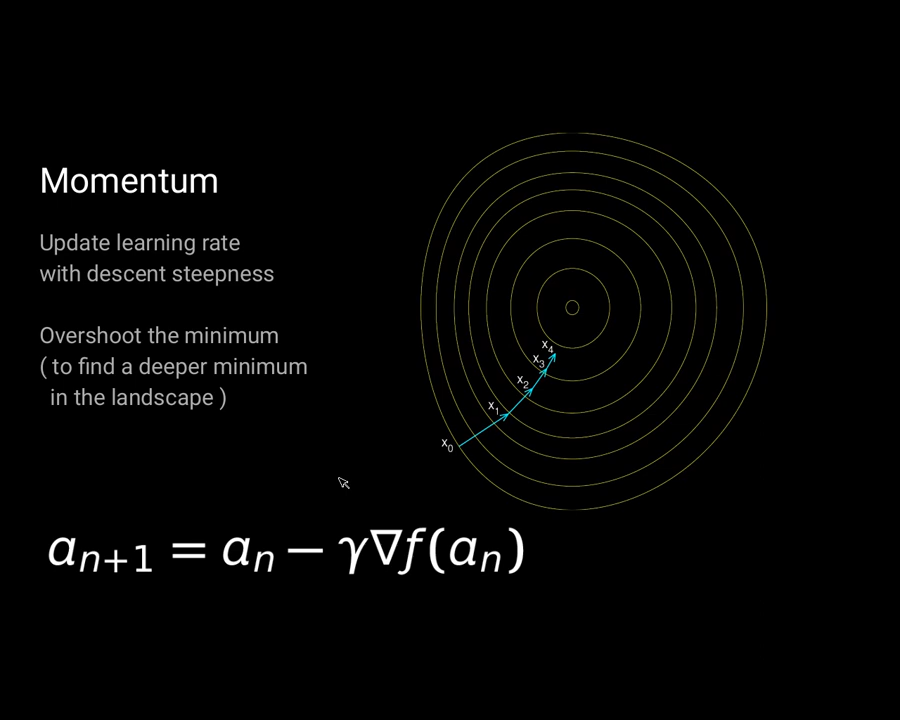 Momentum
Update learning rate
with descent steepness
Overshoot the minimum
( to find a deeper minimum
in the landscape )
x₄
x₃
x₂
x₁
x₀
aₙ₊₁ = aₙ − γ∇f(aₙ)